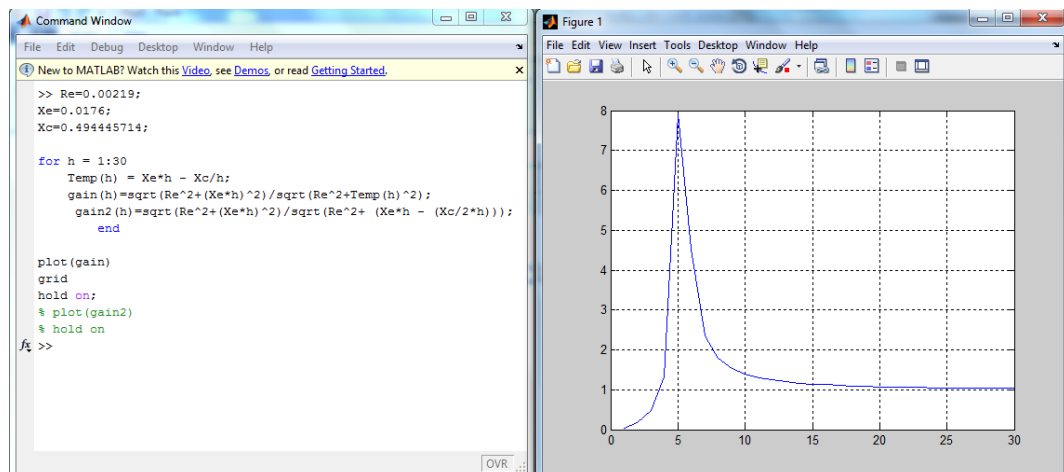 Command Window
File Edit Debug Desktop Window Help
New to MATLAB? Watch this Video, see Demos, or read Getting Started.
>> Re=0.00219;
Xe=0.0176;
Xc=0.494445714;
for h = 1:30
Temp(h) = Xe*h - Xc/h;
gain(h)=sqrt(Re^2+(Xe*h)^2)/sqrt(Re^2+Temp(h)^2);
gain2(h)=sqrt(Re^2+(Xe*h)^2)/sqrt(Re^2+ (Xe*h - (Xc/2*h)));
end
plot(gain)
grid
hold on;
% plot(gain2)
% hold on
fx >>
OVR
Figure 1
File Edit View Insert Tools Desktop Window Help
8
7
6
5
4
3
2
1
0
0 5 10 15 20 25 30